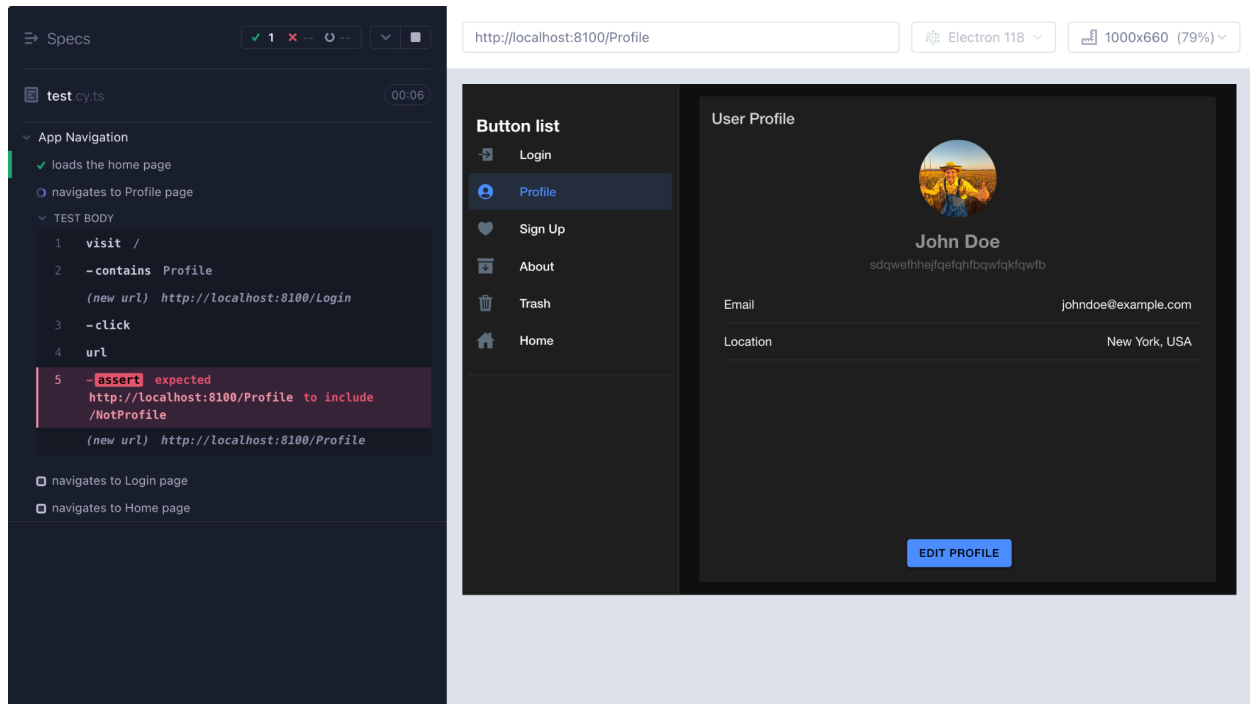 Specs
1 -- --
test.cy.ts 00:06
App Navigation
loads the home page
navigates to Profile page
TEST BODY
1 visit /
2 -contains Profile
(new url) http://localhost:8100/Login
3 -click
4 url
5 -assert expected
http://localhost:8100/Profile to include
/NotProfile
(new url) http://localhost:8100/Profile
navigates to Login page
navigates to Home page
http://localhost:8100/Profile
Electron 118
1000x660 (79%)
Button list
Login
Profile
Sign Up
About
Trash
Home
User Profile
John Doe
sdqwefhhejfqefqhfbqwfqkfqwfb
Email johndoe@example.com
Location New York, USA
EDIT PROFILE